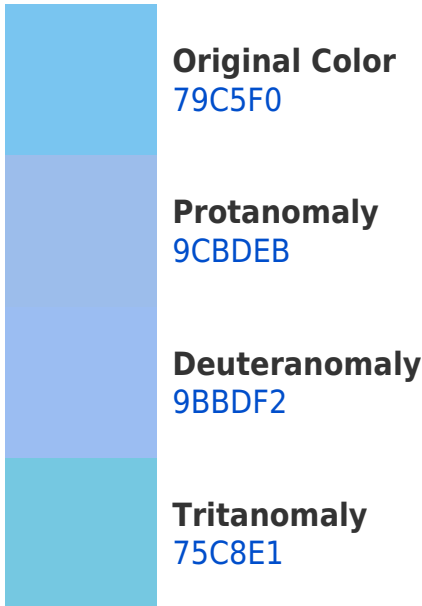 Original Color
79C5F0
Protanomaly
9CBDEB
Deuteranomaly
9BBDF2
Tritanomaly
75C8E1